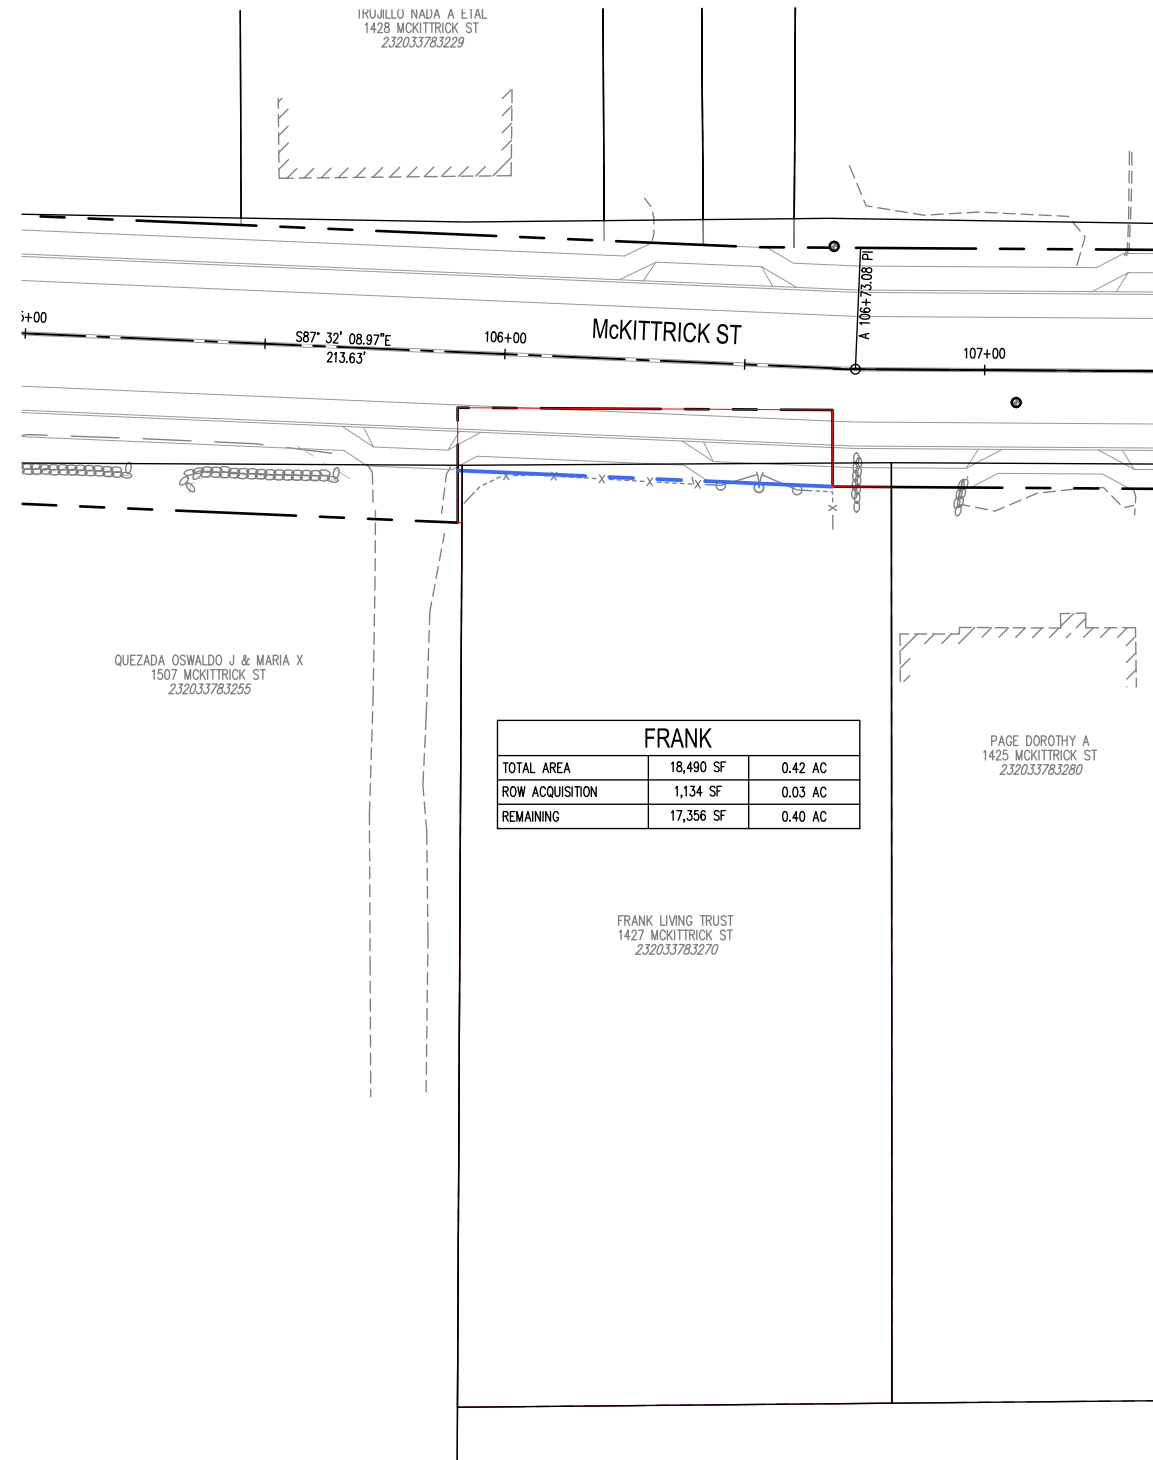 TRUJILLO NADA A ETAL
1428 MCKITTRICK ST
232033783229
A 106+73.08 PI
5+00
S87° 32' 08.97"E
213.63'
106+00
McKITTRICK ST
107+00
QUEZADA OSWALDO J & MARIA X
1507 MCKITTRICK ST
232033783255
FRANK
TOTAL AREA 18,490 SF 0.42 AC
ROW ACQUISITION 1,134 SF 0.03 AC
REMAINING 17,356 SF 0.40 AC
PAGE DOROTHY A
1425 MCKITTRICK ST
232033783280
FRANK LIVING TRUST
1427 MCKITTRICK ST
232033783270